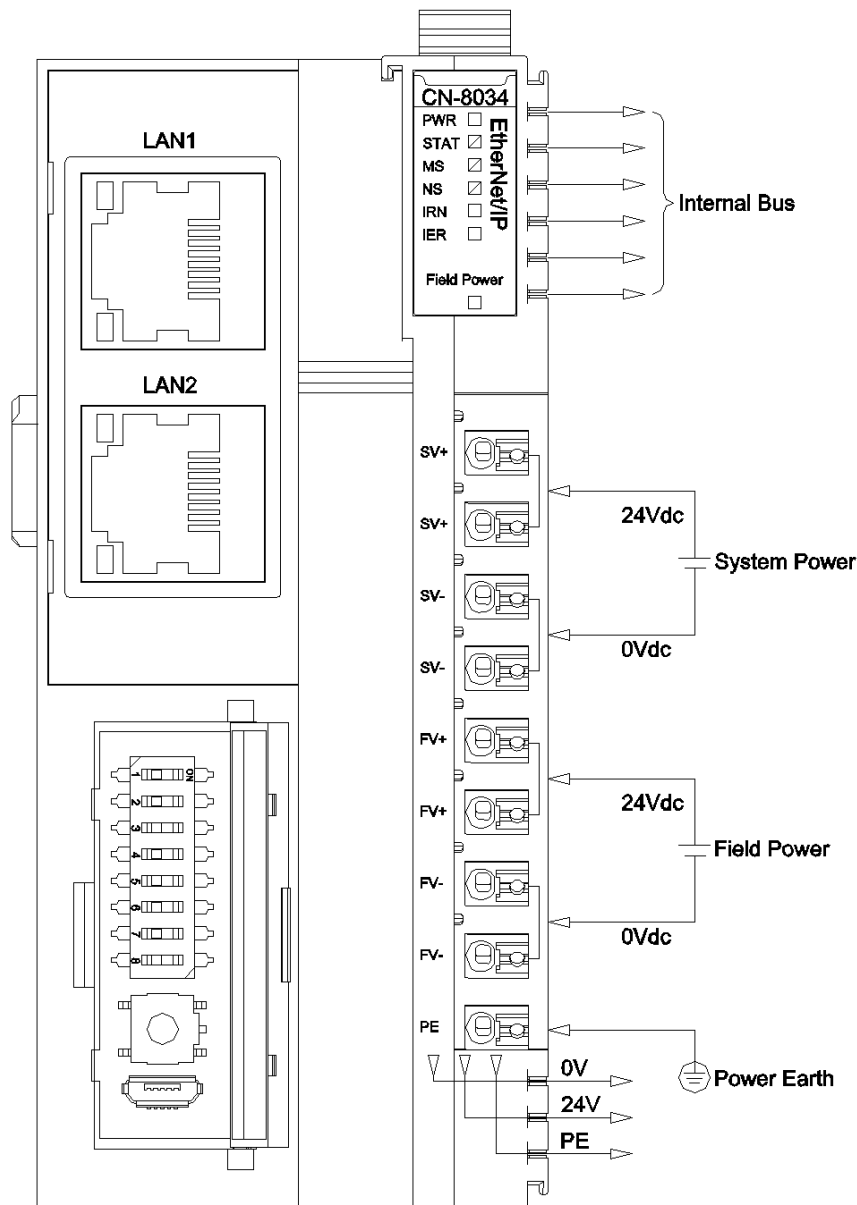 LAN1
LAN2
CN-8034
EtherNet/IP
PWR
STAT
MS
NS
IRN
IER
Field Power
Internal Bus
SV+
SV+
SV-
SV-
FV+
FV+
FV-
FV-
PE
24Vdc
System Power
0Vdc
24Vdc
Field Power
0Vdc
Power Earth
0V
24V
PE
ON
1
2
3
4
5
6
7
8